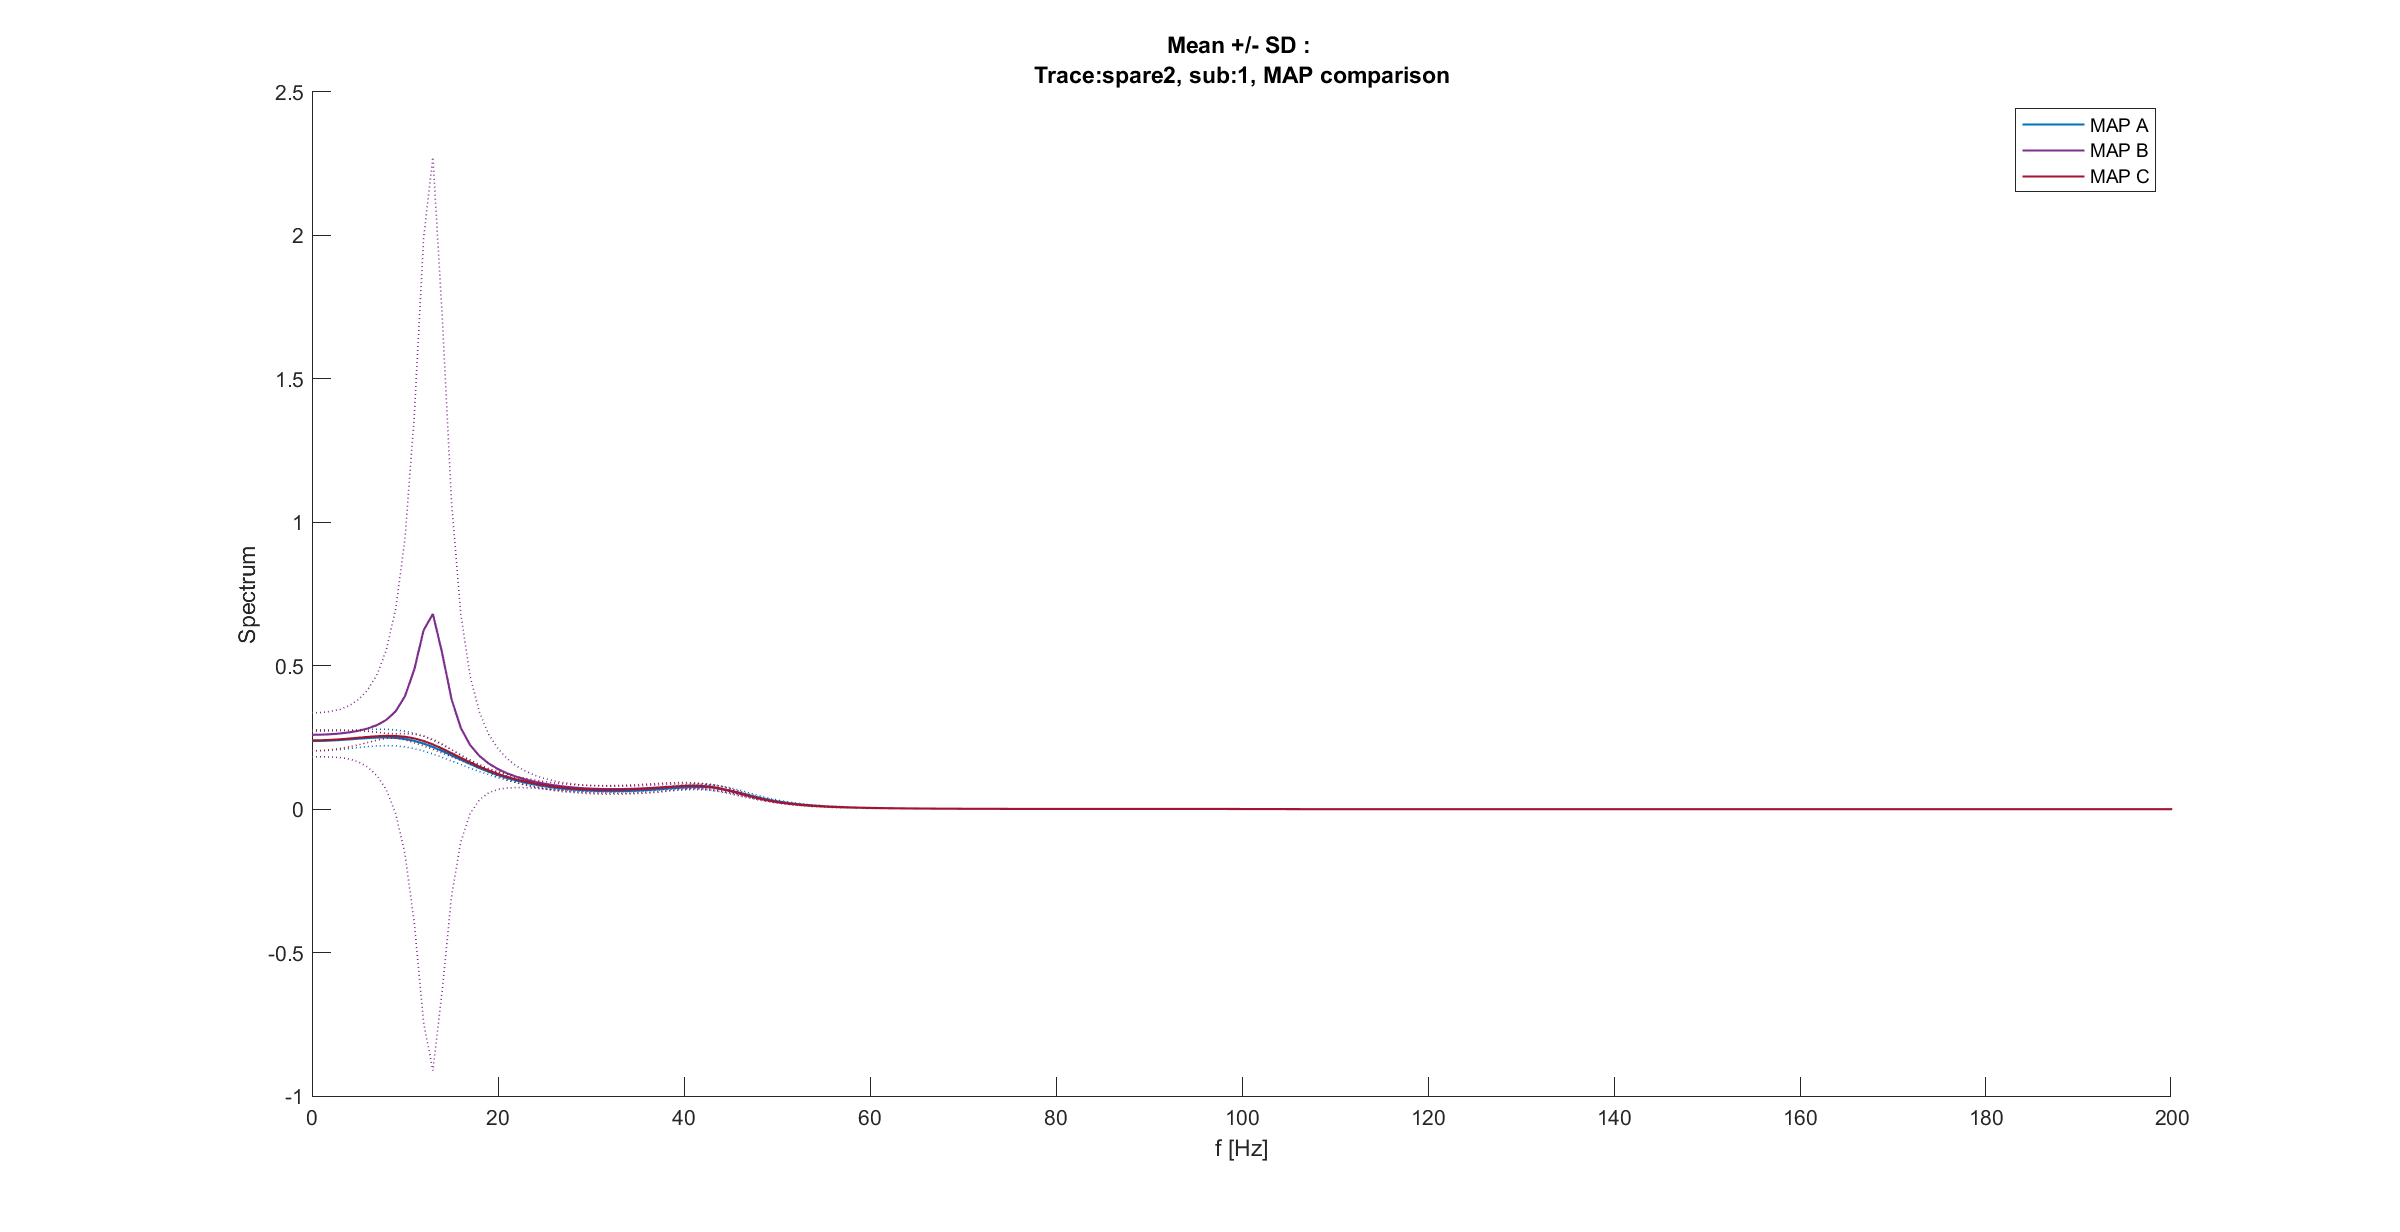 Mean +/- SD :
Trace:spare2, sub:1, MAP comparison
2.5
2
1.5
1
0.5
0
-0.5
-1
Spectrum
MAP A
MAP B
MAP C
0 20 40 60 80 100 120 140 160 180 200
f [Hz]